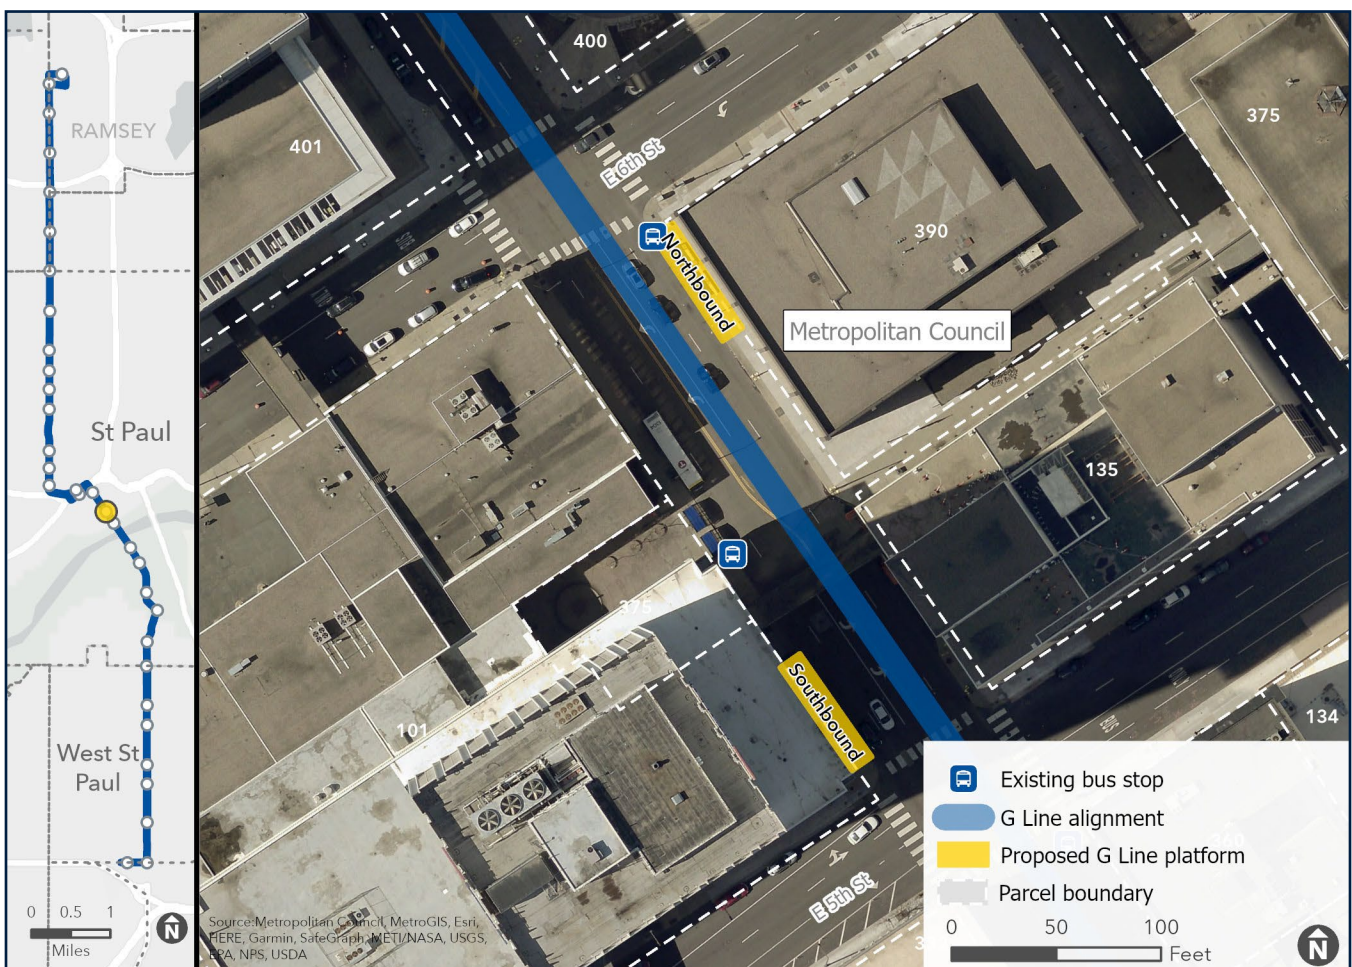 RAMSEY
St Paul
West St
Paul
0 0.5 1
Miles
N
400
401
E 6th St
375
390
Northbound
Metropolitan Council
135
375
101
Southbound
134
E 5th St
Source:Metropolitan Council, MetroGIS, Esri,
HERE, Garmin, SafeGraph, METI/NASA, USGS,
EPA, NPS, USDA
Existing bus stop
G Line alignment
Proposed G Line platform
Parcel boundary
0 50 100
Feet
N